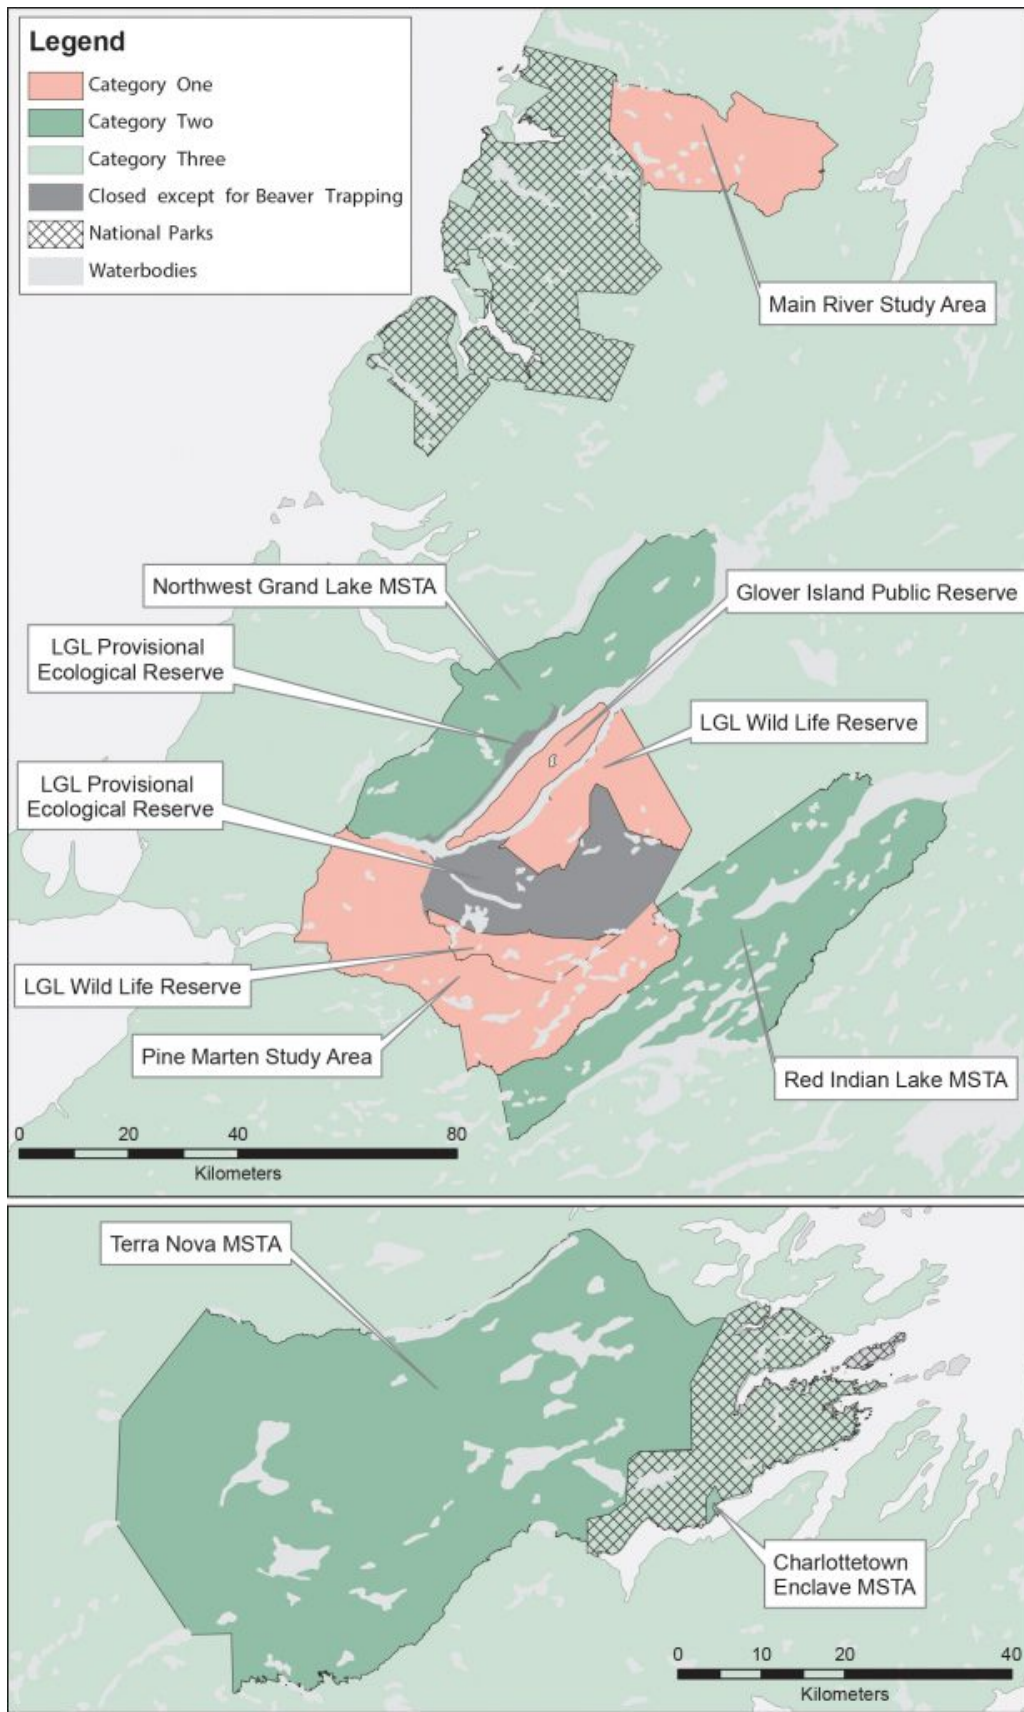 Legend
Category One
Category Two
Category Three
Closed except for Beaver Trapping
National Parks
Waterbodies
Main River Study Area
Northwest Grand Lake MSTA
Glover Island Public Reserve
LGL Provisional
Ecological Reserve
LGL Wild Life Reserve
LGL Provisional
Ecological Reserve
LGL Wild Life Reserve
Pine Marten Study Area
Red Indian Lake MSTA
0 20 40 80
Kilometers
Terra Nova MSTA
Charlottetown
Enclave MSTA
0 10 20 40
Kilometers